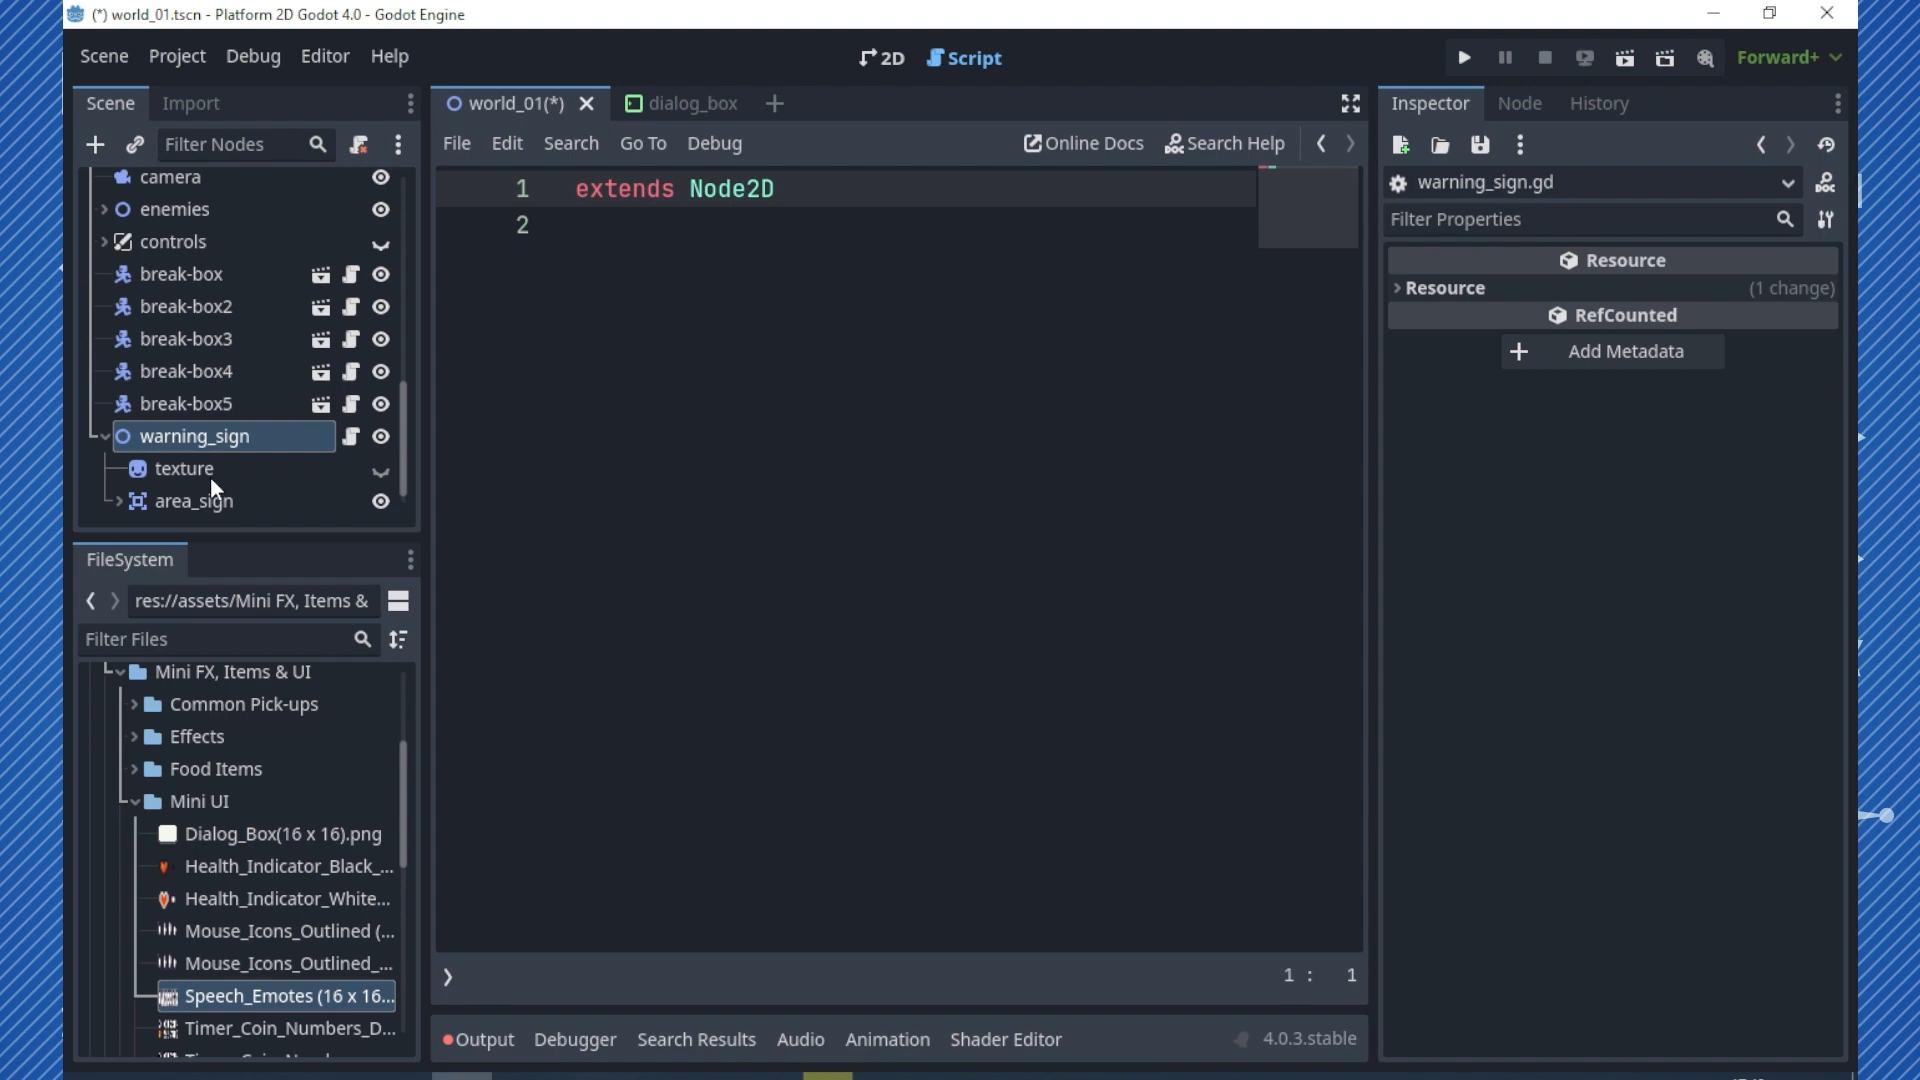 (*) world_01.tscn - Platform 2D Godot 4.0 - Godot Engine
Scene Project Debug Editor Help
2D Script
Forward+
Scene Import
Filter Nodes
camera
enemies
controls
break-box
break-box2
break-box3
break-box4
break-box5
warning_sign
texture
area_sign
FileSystem
res://assets/Mini FX, Items &
Filter Files
Mini FX, Items & UI
Common Pick-ups
Effects
Food Items
Mini UI
Dialog_Box(16 x 16).png
Health_Indicator_Black_...
Health_Indicator_White...
Mouse_Icons_Outlined (...
Mouse_Icons_Outlined_...
Speech_Emotes (16 x 16...
Timer_Coin_Numbers_D...
world_01(*) dialog_box
File Edit Search Go To Debug
Online Docs Search Help
1 extends Node2D
2
1 : 1
Output Debugger Search Results Audio Animation Shader Editor
4.0.3.stable
Inspector Node History
warning_sign.gd
Filter Properties
Resource
Resource (1 change)
RefCounted
Add Metadata